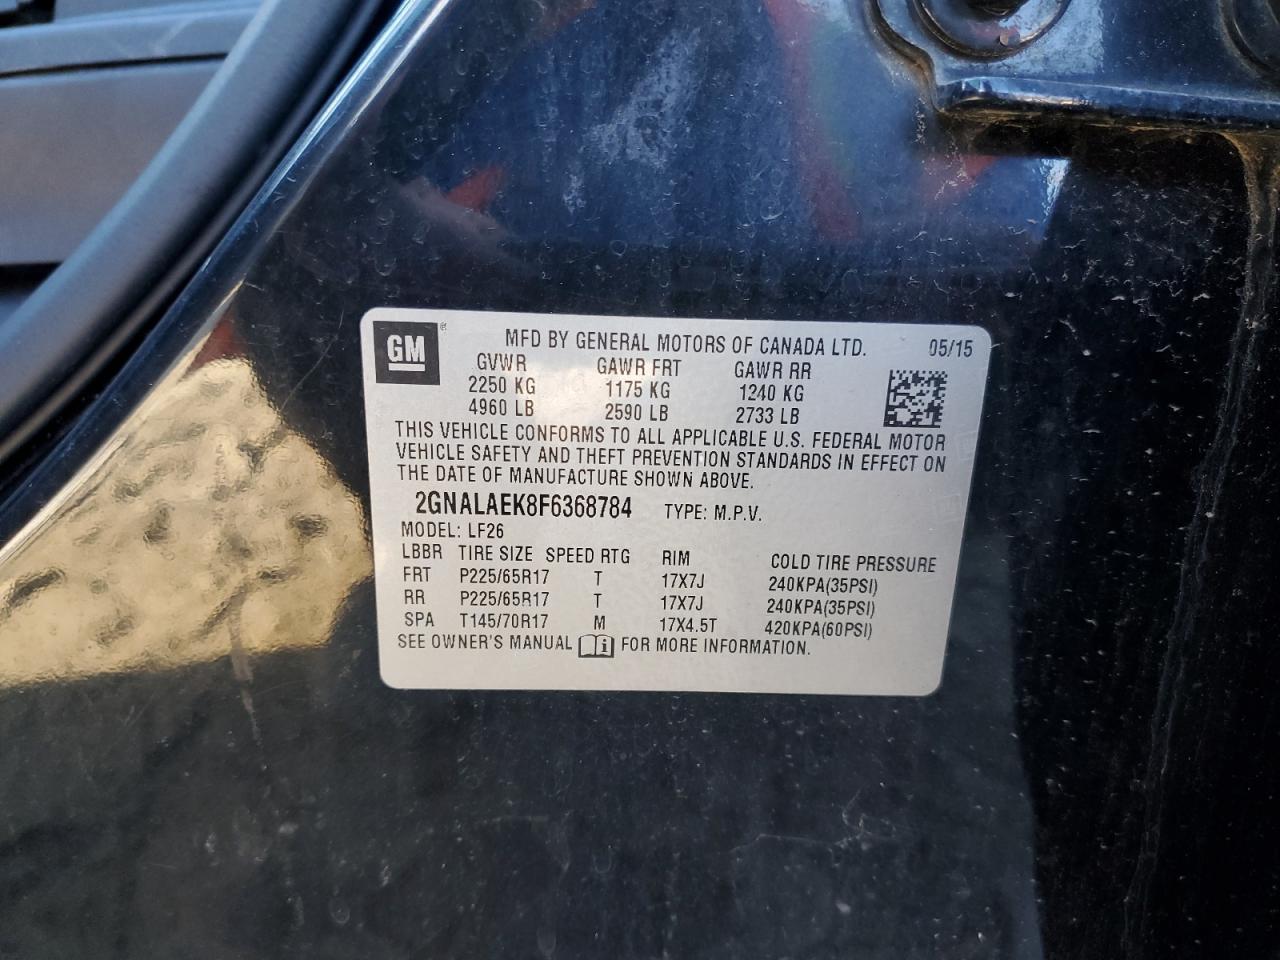 GM ® MFD BY GENERAL MOTORS OF CANADA LTD. 05/15
GVWR GAWR FRT GAWR RR
2250 KG 1175 KG 1240 KG
4960 LB 2590 LB 2733 LB
THIS VEHICLE CONFORMS TO ALL APPLICABLE U.S. FEDERAL MOTOR
VEHICLE SAFETY AND THEFT PREVENTION STANDARDS IN EFFECT ON
THE DATE OF MANUFACTURE SHOWN ABOVE.
2GNALAEK8F6368784 TYPE: M.P.V.
MODEL: LF26
LBBR TIRE SIZE SPEED RTG RIM COLD TIRE PRESSURE
FRT P225/65R17 T 17X7J 240KPA(35PSI)
RR P225/65R17 T 17X7J 240KPA(35PSI)
SPA T145/70R17 M 17X4.5T 420KPA(60PSI)
SEE OWNER'S MANUAL i FOR MORE INFORMATION.